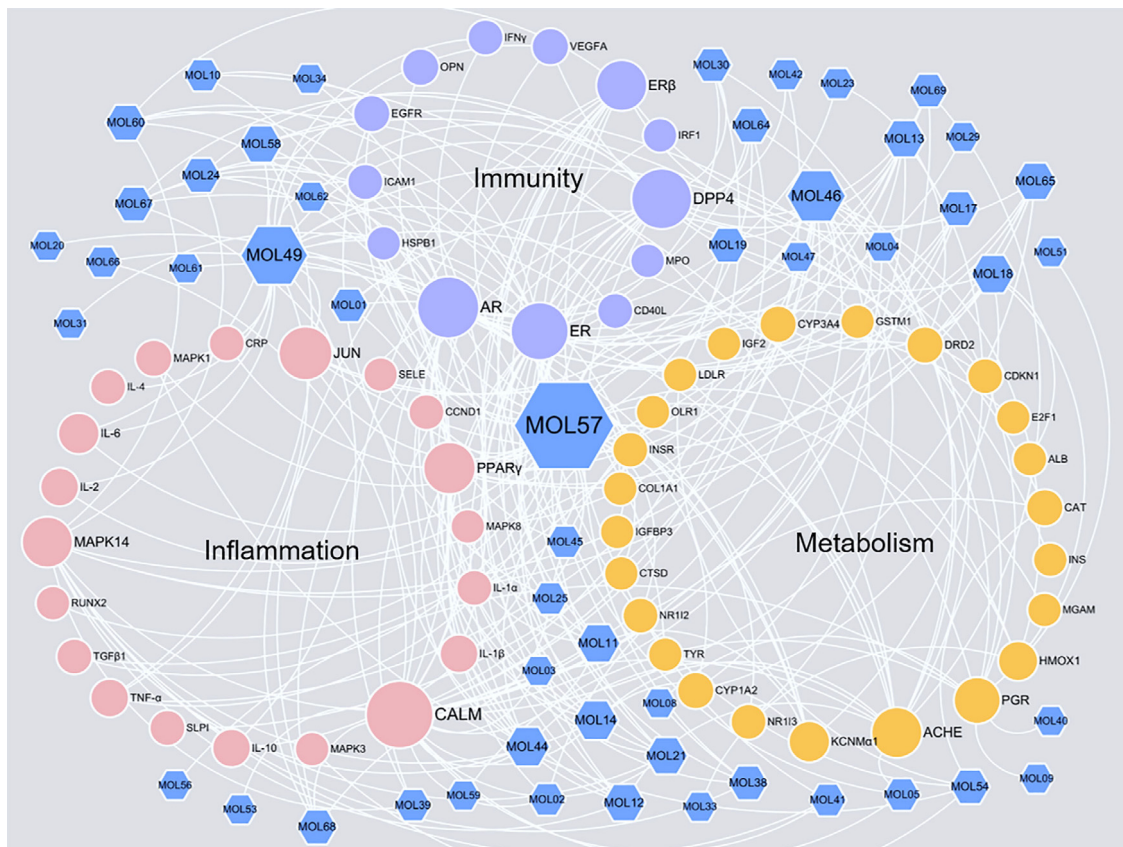 IFNγ
VEGFA
OPN
MOL10
MOL34
ERβ
MOL30
MOL42
MOL23
MOL69
EGFR
MOL60
IRF1
MOL64
MOL13
MOL29
MOL58
Immunity
MOL24
ICAM1
MOL62
DPP4
MOL46
MOL65
MOL67
MOL17
HSPB1
MOL20
MOL66
MOL61
MOL49
MOL19
MOL47
MOL04
MOL51
MPO
MOL18
MOL01
AR
CD40L
MOL31
ER
CYP3A4
GSTM1
CRP
IGF2
DRD2
MAPK1
JUN
SELE
LDLR
CDKN1
IL-4
CCND1
OLR1
E2F1
MOL57
IL-6
INSR
ALB
PPARγ
IL-2
COL1A1
CAT
MAPK8
IGFBP3
MAPK14
Inflammation
MOL45
Metabolism
INS
CTSD
IL-1α
RUNX2
MOL25
NR1I2
MGAM
MOL11
TGFβ1
IL-1β
TYR
HMOX1
MOL03
CYP1A2
TNF-α
MOL08
PGR
CALM
SLPI
MOL14
NR1I3
MOL40
IL-10
MAPK3
MOL44
MOL21
KCNMα1
ACHE
MOL56
MOL38
MOL09
MOL53
MOL59
MOL02
MOL05
MOL54
MOL68
MOL39
MOL12
MOL33
MOL41